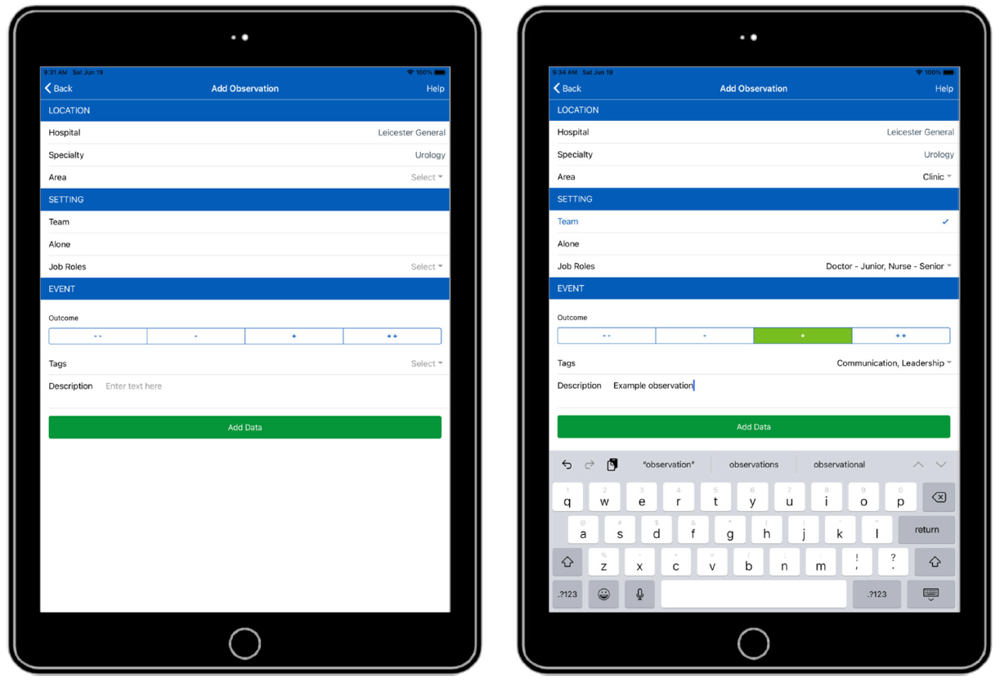 9:31 AM Sat Jun 19 100%
Back Add Observation Help
LOCATION
Hospital Leicester General
Specialty Urology
Area Select
SETTING
Team
Alone
Job Roles Select
EVENT
Outcome
-- - + ++
Tags Select
Description Enter text here
Add Data
9:34 AM Sat Jun 19 100%
Back Add Observation Help
LOCATION
Hospital Leicester General
Specialty Urology
Area Clinic
SETTING
Team
Alone
Job Roles Doctor - Junior, Nurse - Senior
EVENT
Outcome
-- - + ++
Tags Communication, Leadership
Description Example observation
Add Data
"observation" observations observational
1 2 3 4 5 6 7 8 9 0
q w e r t y u i o p
@ # $ & * ( ) ' "
a s d f g h j k l return
% - + = / ; : ! ?
z x c v b n m , .
.?123 .?123